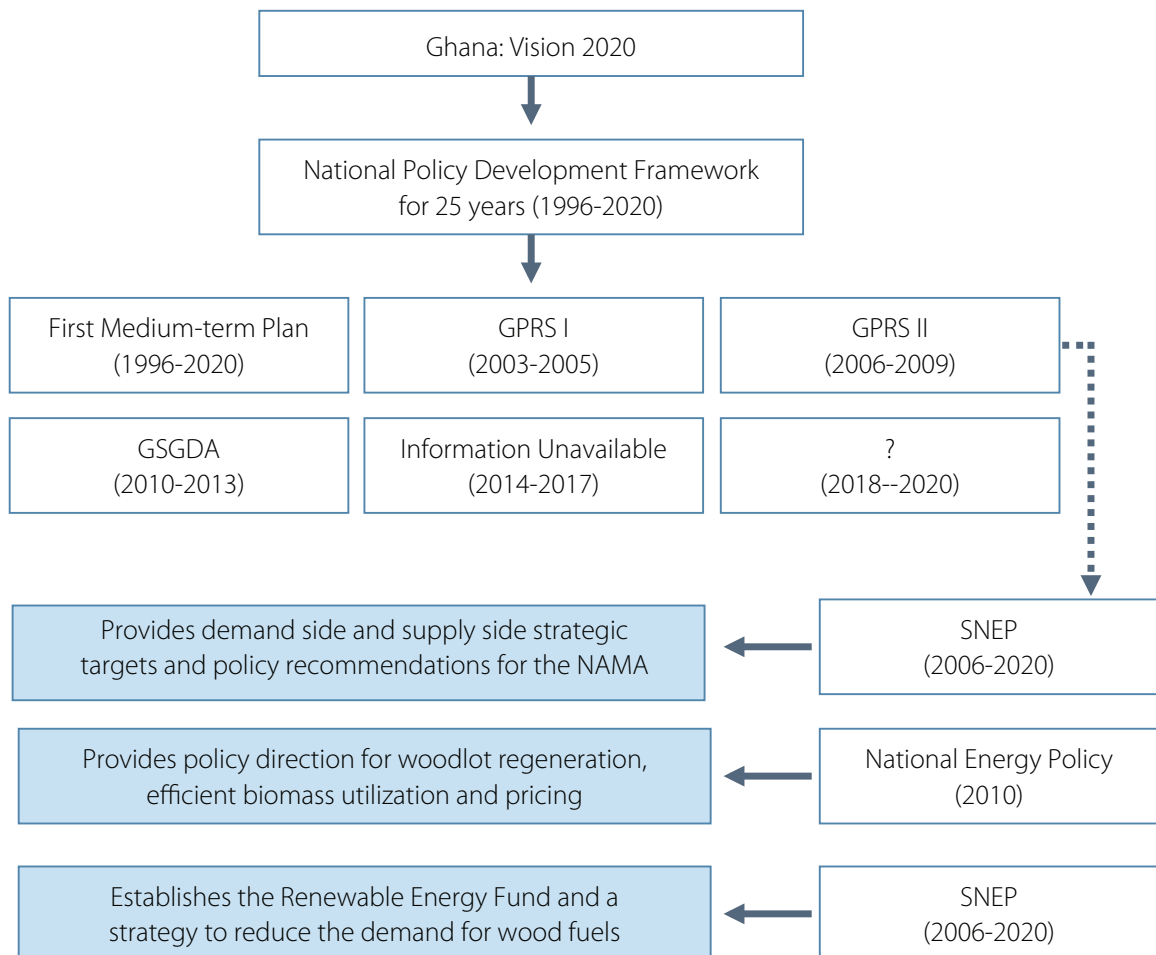 Ghana: Vision 2020
National Policy Development Framework
for 25 years (1996-2020)
First Medium-term Plan
(1996-2020)
GPRS I
(2003-2005)
GPRS II
(2006-2009)
GSGDA
(2010-2013)
Information Unavailable
(2014-2017)
?
(2018--2020)
Provides demand side and supply side strategic
targets and policy recommendations for the NAMA
SNEP
(2006-2020)
Provides policy direction for woodlot regeneration,
efficient biomass utilization and pricing
National Energy Policy
(2010)
Establishes the Renewable Energy Fund and a
strategy to reduce the demand for wood fuels
SNEP
(2006-2020)